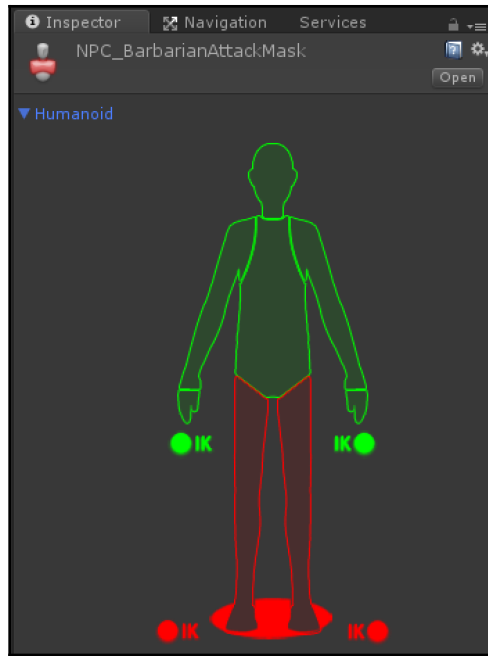 Inspector Navigation Services
NPC_BarbarianAttackMask
Open
Humanoid
IK IK
IK IK